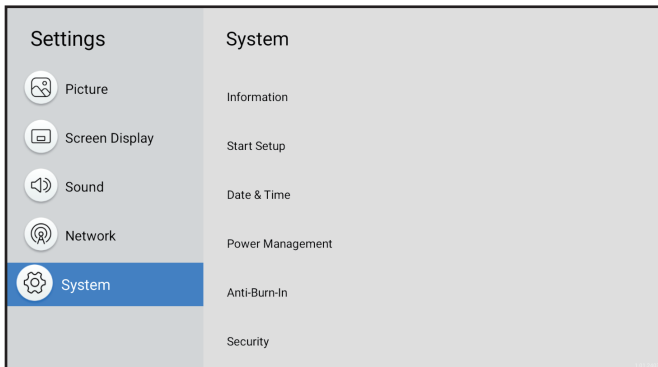 Settings
Picture
Screen Display
Sound
Network
System
System
Information
Start Setup
Date & Time
Power Management
Anti-Burn-In
Security